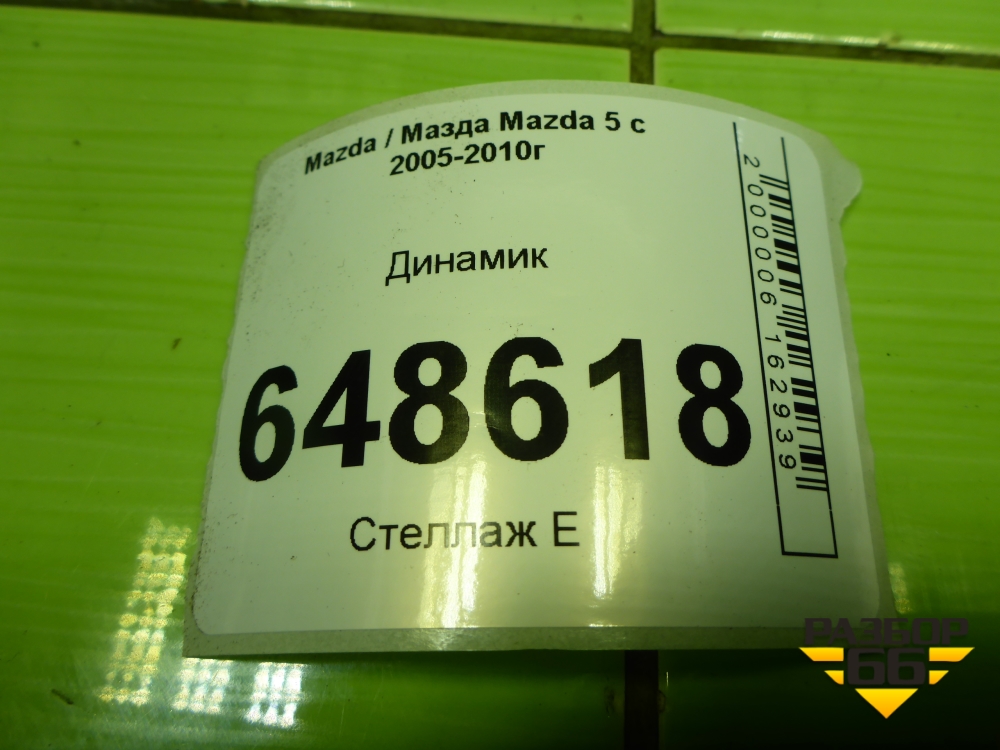 Mazda / Мазда Mazda 5 с
2005-2010г
Динамик
648618
Стеллаж Е
2000006162939
РАЗБОР
66